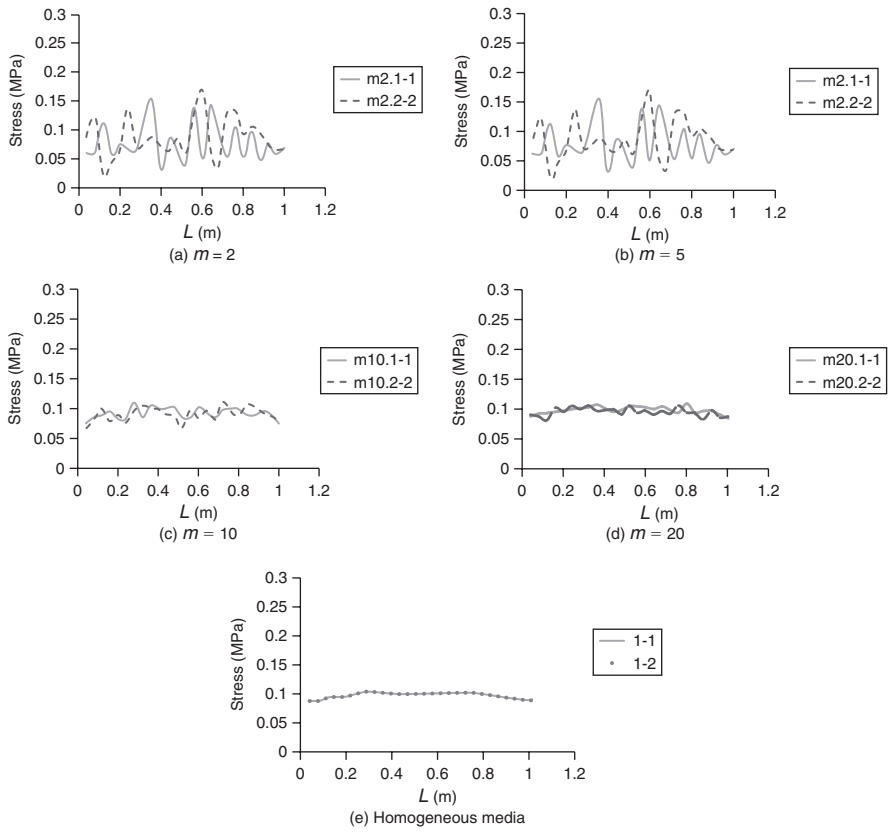 0.3
0.25
0.2
0.15
0.1
0.05
0
Stress (MPa)
0 0.2 0.4 0.6 0.8 1 1.2
L (m)
m2.1-1
m2.2-2
(a) m = 2
0.3
0.25
0.2
0.15
0.1
0.05
0
Stress (MPa)
0 0.2 0.4 0.6 0.8 1 1.2
L (m)
m2.1-1
m2.2-2
(b) m = 5
0.3
0.25
0.2
0.15
0.1
0.05
0
Stress (MPa)
0 0.2 0.4 0.6 0.8 1 1.2
L (m)
m10.1-1
m10.2-2
(c) m = 10
0.3
0.25
0.2
0.15
0.1
0.05
0
Stress (MPa)
0 0.2 0.4 0.6 0.8 1 1.2
L (m)
m20.1-1
m20.2-2
(d) m = 20
0.3
0.25
0.2
0.15
0.1
0.05
0
Stress (MPa)
0 0.2 0.4 0.6 0.8 1 1.2
L (m)
1-1
1-2
(e) Homogeneous media